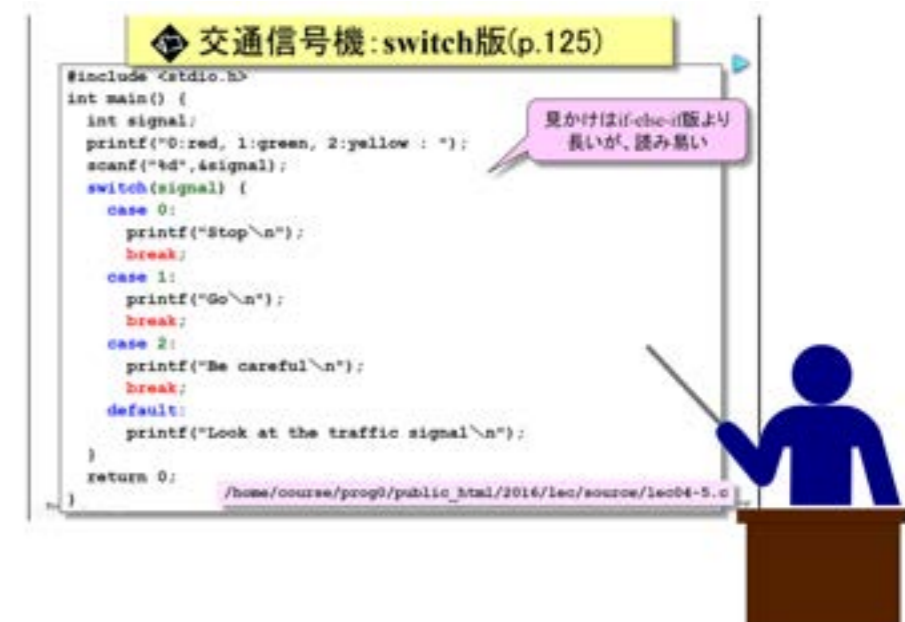 交通信号機:switch版(p.125)
#include <stdio.h>
int main() {
int signal;
printf("0:red, 1:green, 2:yellow : ");
scanf("%d",&signal);
switch(signal) {
case 0:
printf("Stop\n");
break;
case 1:
printf("Go\n");
break;
case 2:
printf("Be careful\n");
break;
default:
printf("Look at the traffic signal\n");
}
return 0;
}
見かけはif-else-if版より
長いが、読み易い
/home/course/prog0/public_html/2016/lec/source/lec04-5.c